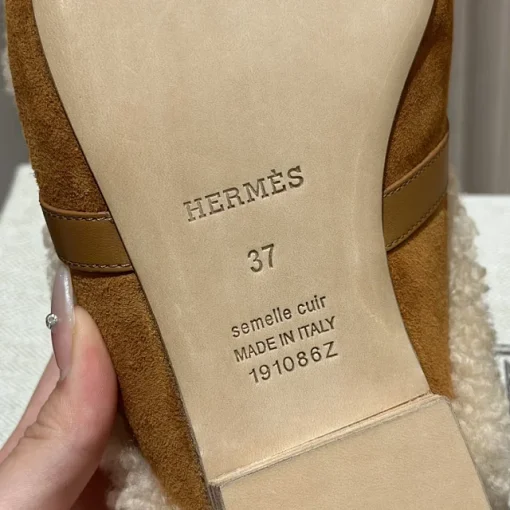 HERMÈS
37
semelle cuir
MADE IN ITALY
191086Z